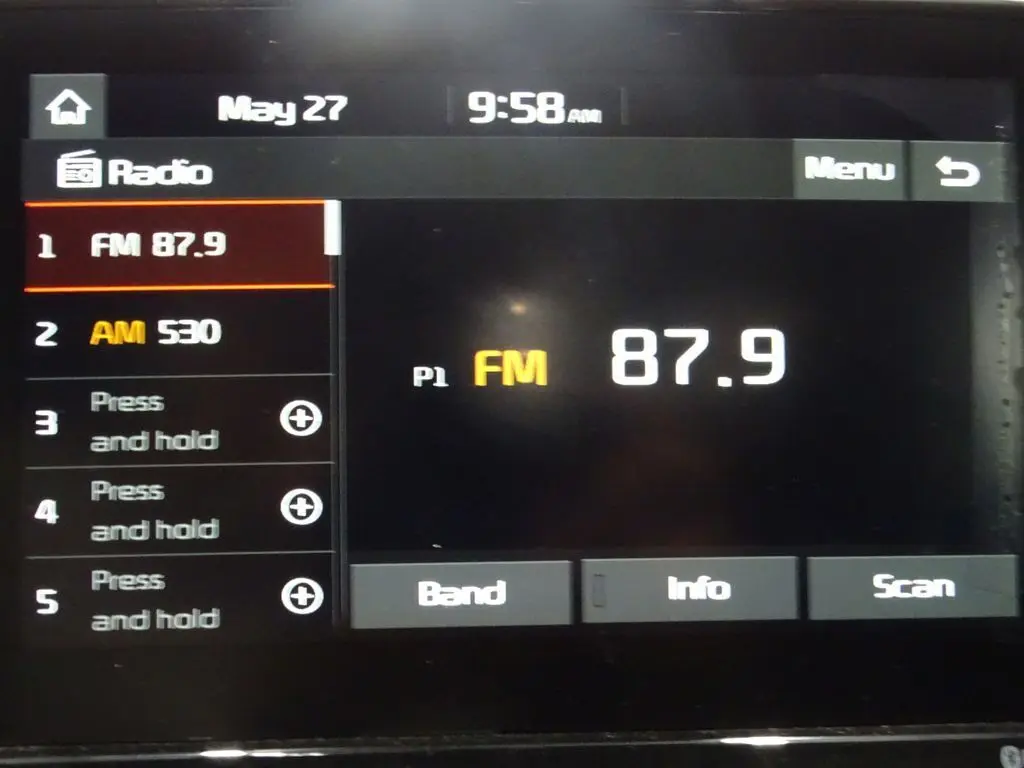 May 27
9:58 AM
Radio
Menu
1 FM 87.9
2 AM 530
3 Press
and hold
4 Press
and hold
5 Press
and hold
P1 FM 87.9
Band
Info
Scan